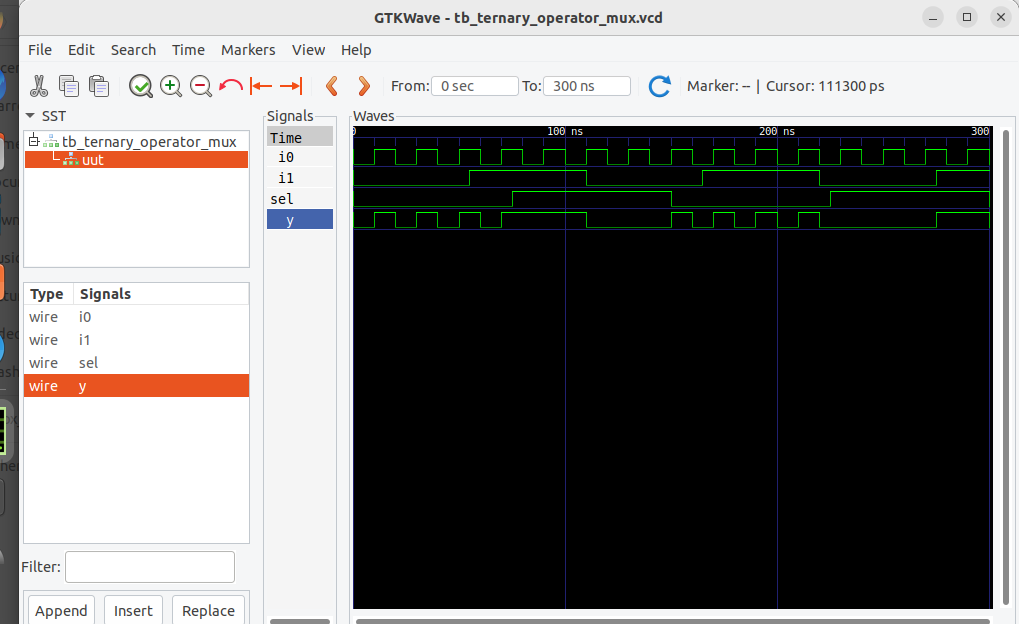 GTKWave - tb_ternary_operator_mux.vcd
File Edit Search Time Markers View Help
From: 0 sec To: 300 ns Marker: -- | Cursor: 111300 ps
SST
tb_ternary_operator_mux
uut
Type Signals
wire i0
wire i1
wire sel
wire y
Filter:
Append Insert Replace
Signals
Time
i0
i1
sel
y
Waves
0 100 ns 200 ns 300